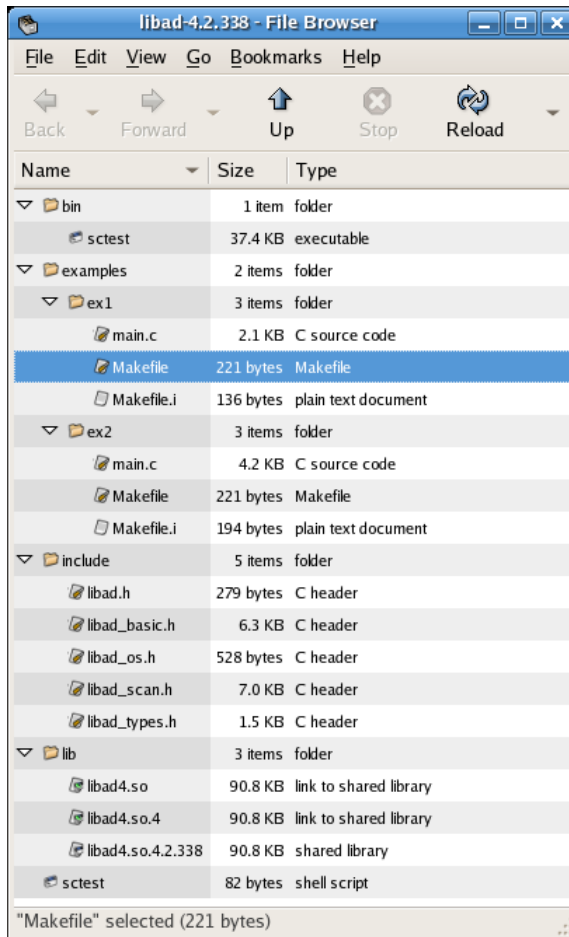 libad-4.2.338 - File Browser
File Edit View Go Bookmarks Help
Back Forward Up Stop Reload
Name Size Type
bin 1 item folder
sctest 37.4 KB executable
examples 2 items folder
ex1 3 items folder
main.c 2.1 KB C source code
Makefile 221 bytes Makefile
Makefile.i 136 bytes plain text document
ex2 3 items folder
main.c 4.2 KB C source code
Makefile 221 bytes Makefile
Makefile.i 194 bytes plain text document
include 5 items folder
libad.h 279 bytes C header
libad_basic.h 6.3 KB C header
libad_os.h 528 bytes C header
libad_scan.h 7.0 KB C header
libad_types.h 1.5 KB C header
lib 3 items folder
libad4.so 90.8 KB link to shared library
libad4.so.4 90.8 KB link to shared library
libad4.so.4.2.338 90.8 KB shared library
sctest 82 bytes shell script
"Makefile" selected (221 bytes)